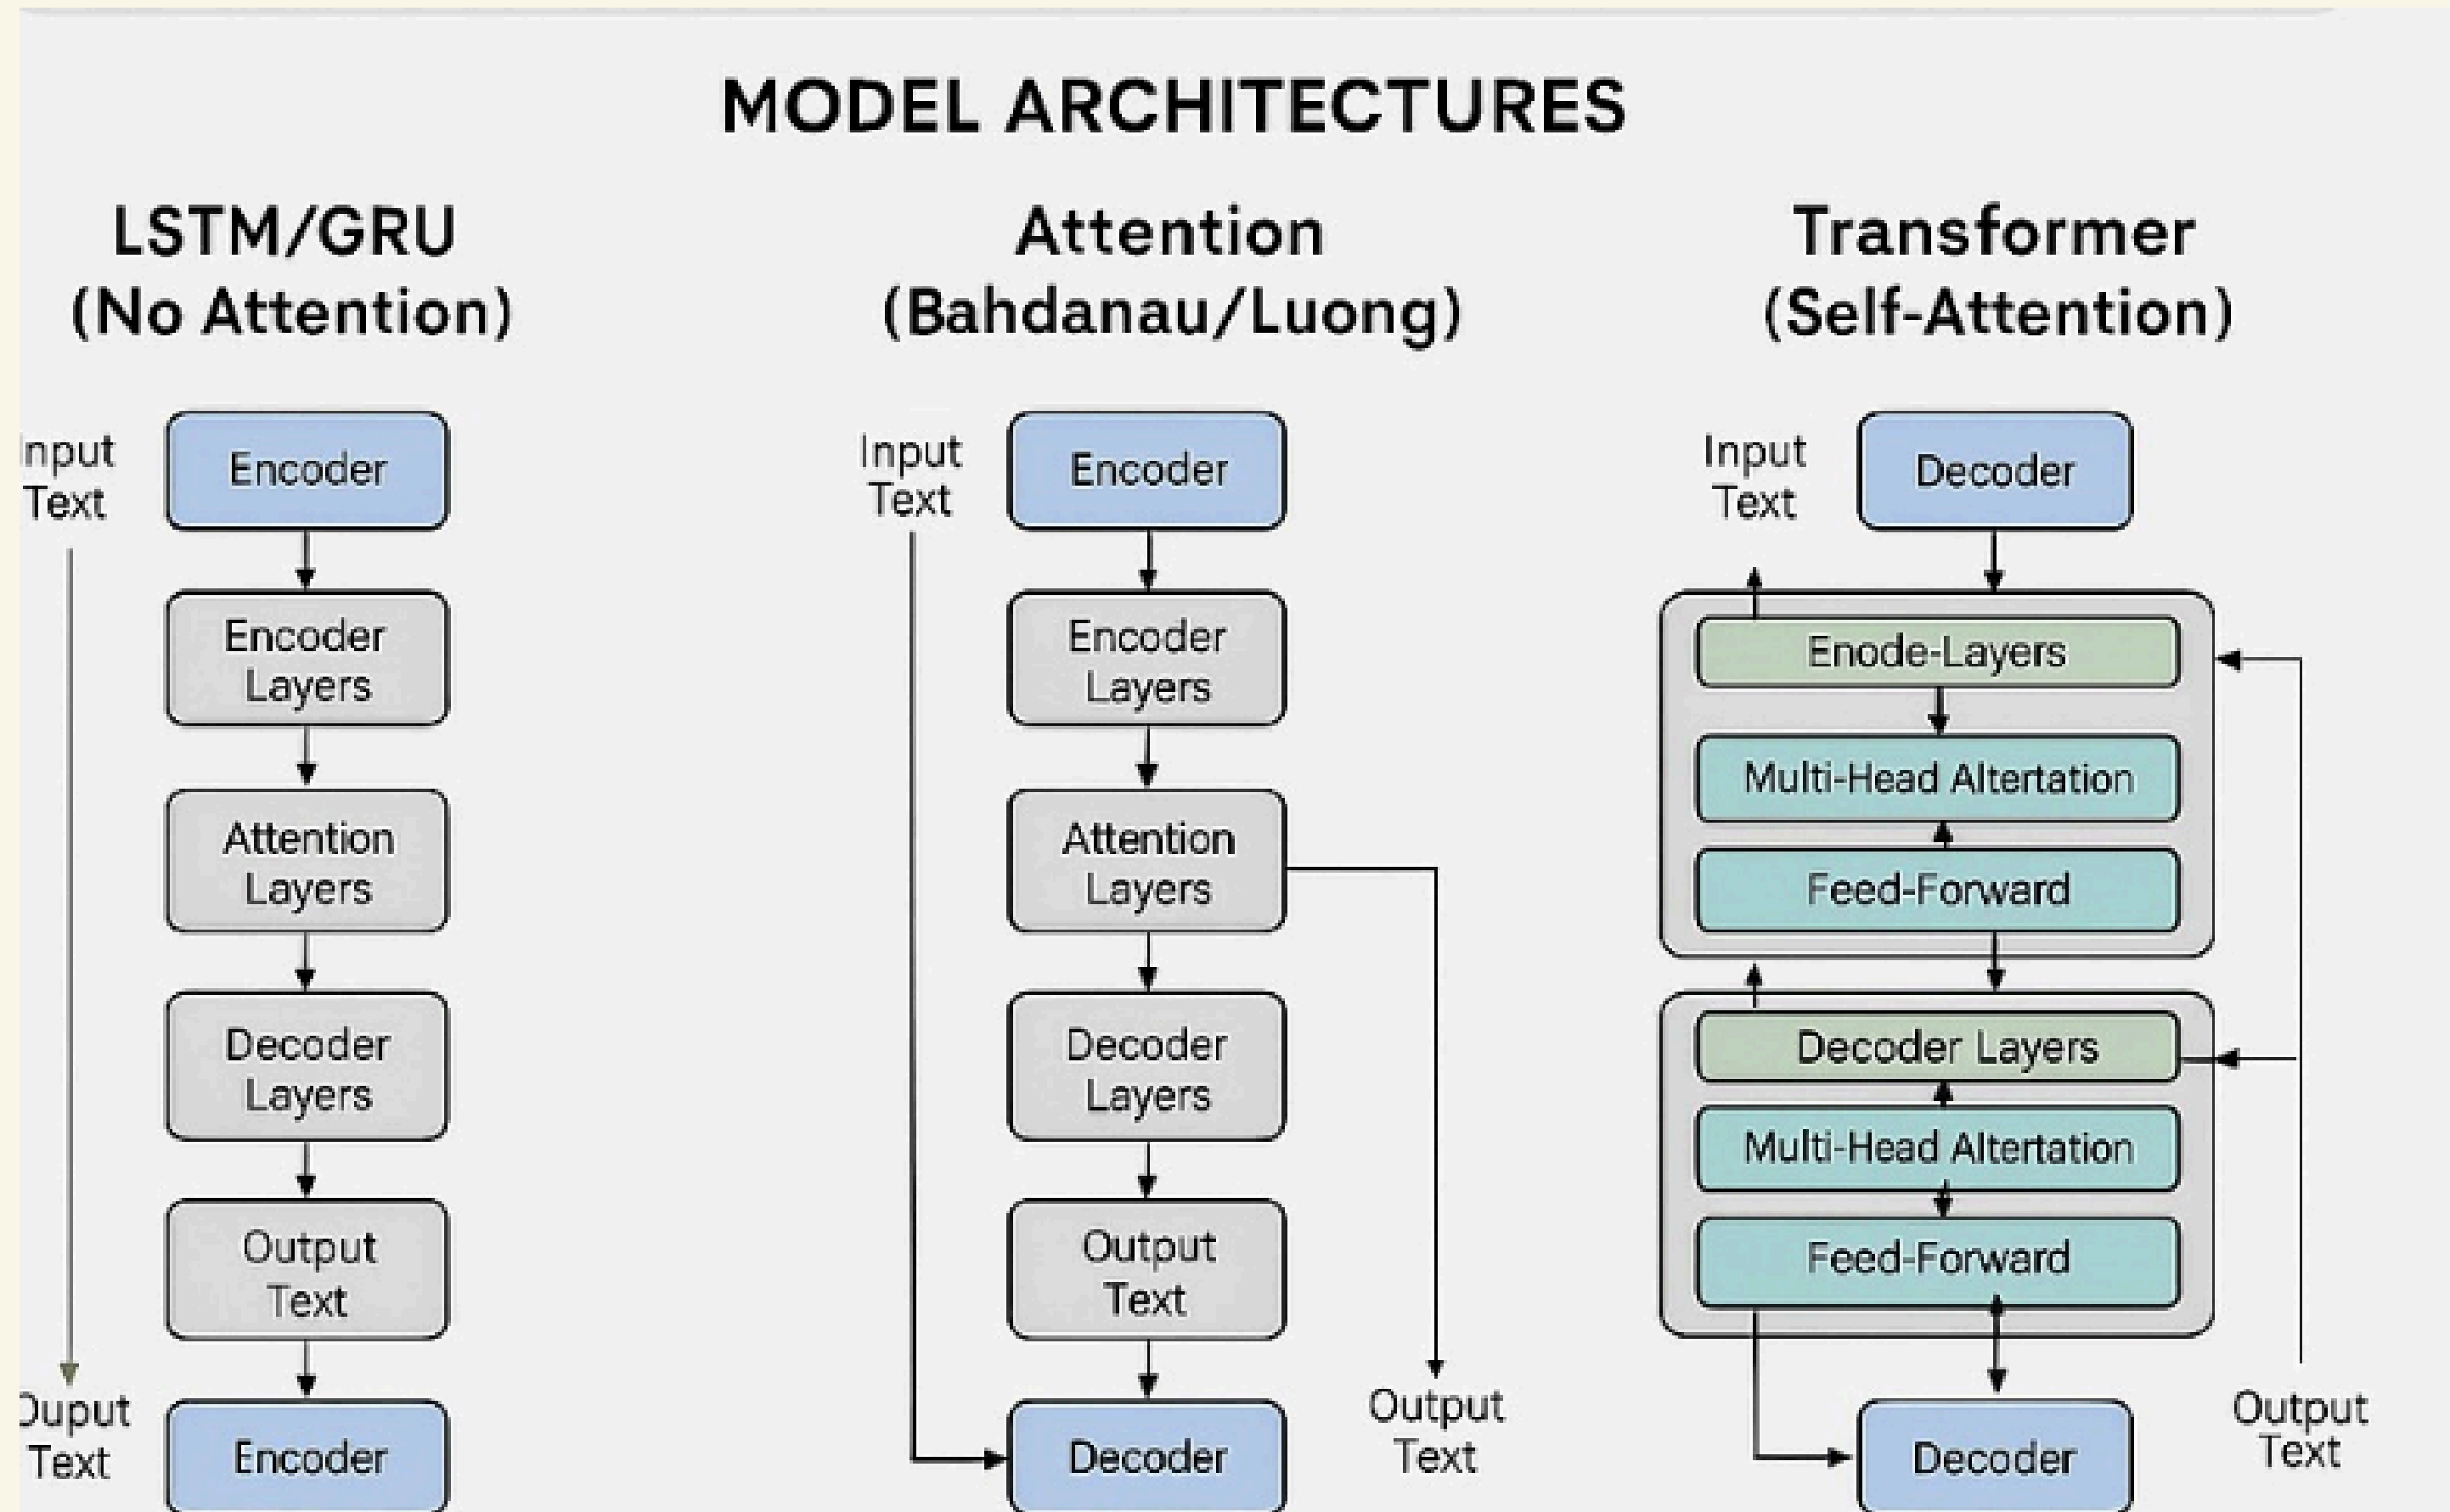 MODEL ARCHITECTURES
LSTM/GRU
(No Attention)
nput
Text
Encoder
Encoder
Layers
Attention
Layers
Decoder
Layers
Output
Text
Ouput
Text
Encoder
Attention
(Bahdanau/Luong)
Input
Text
Encoder
Encoder
Layers
Attention
Layers
Decoder
Layers
Output
Text
Decoder
Output
Text
Transformer
(Self-Attention)
Input
Text
Decoder
Enode-Layers
Multi-Head Altertation
Feed-Forward
Decoder Layers
Multi-Head Altertation
Feed-Forward
Decoder
Output
Text